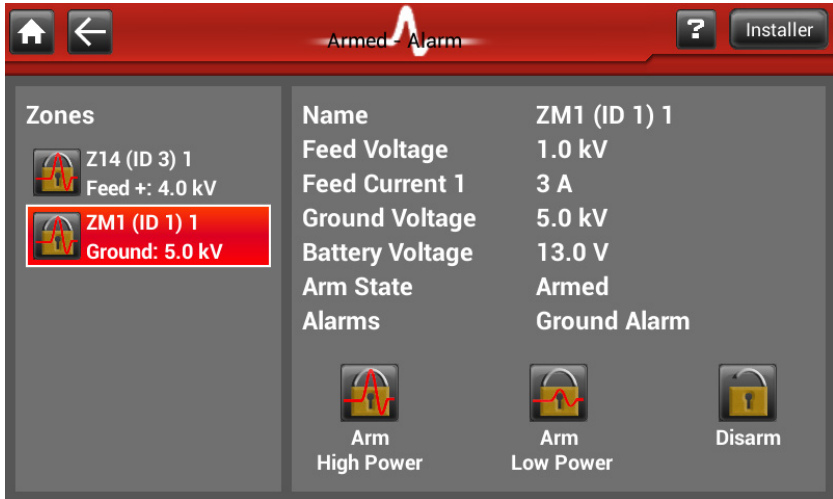 Armed - Alarm
?
Installer
Zones
Z14 (ID 3) 1
Feed +: 4.0 kV
ZM1 (ID 1) 1
Ground: 5.0 kV
Name ZM1 (ID 1) 1
Feed Voltage 1.0 kV
Feed Current 1 3 A
Ground Voltage 5.0 kV
Battery Voltage 13.0 V
Arm State Armed
Alarms Ground Alarm
Arm
High Power
Arm
Low Power
Disarm